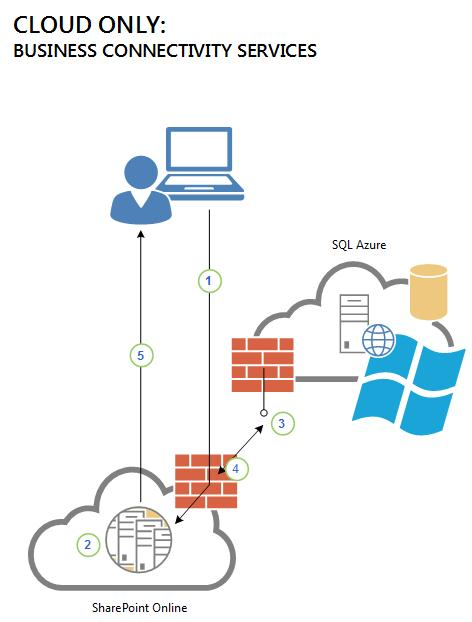 CLOUD ONLY:
BUSINESS CONNECTIVITY SERVICES
SQL Azure
1
5
3
4
2
SharePoint Online